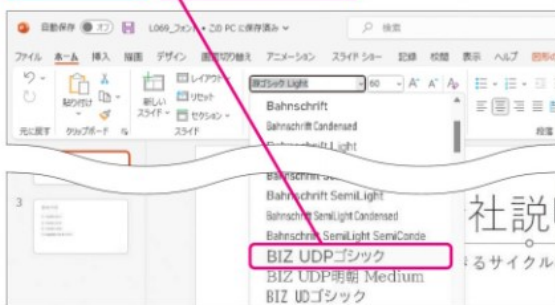 自動保存 オフ L069_フォント • この PC に保存済み 検索
ファイル ホーム 挿入 描画 デザイン 画面切り替え アニメーション スライド ショー 記録 校閲 表示 ヘルプ 図形の
貼り付け 新しい スライド レイアウト リセット セクション
游ゴシック Light 60
元に戻す クリップボード スライド 段落
Bahnschrift
Bahnschrift Condensed
Bahnschrift Light
Bahnschrift SemiLight
Bahnschrift SemiLight Condensed
Bahnschrift SemiLight SemiConde
BIZ UDPゴシック
BIZ UDP明朝 Medium
BIZ UDゴシック
3
社説
るサイクル